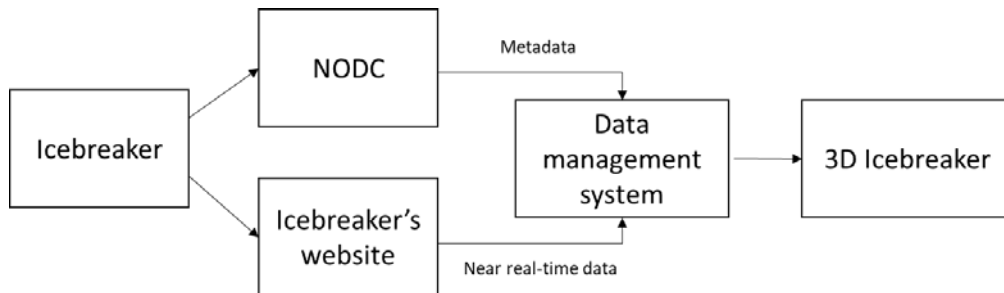 NODC
Metadata
Icebreaker
Data
management
system
3D Icebreaker
Icebreaker’s
website
Near real-time data